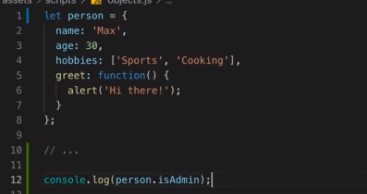 assets > scripts > objects.js > ...
1 let person = {
2 name: 'Max',
3 age: 30,
4 hobbies: ['Sports', 'Cooking'],
5 greet: function() {
6 alert('Hi there!');
7 }
8 };
9
10 // ...
11
12 console.log(person.isAdmin);